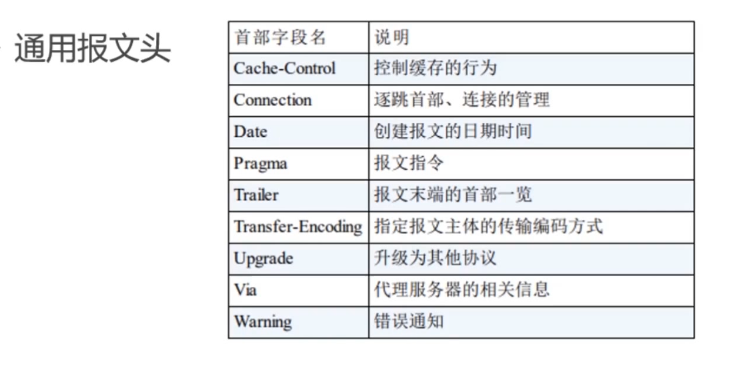 通用报文头
首部字段名 说明
Cache-Control 控制缓存的行为
Connection 逐跳首部、连接的管理
Date 创建报文的日期时间
Pragma 报文指令
Trailer 报文末端的首部一览
Transfer-Encoding 指定报文主体的传输编码方式
Upgrade 升级为其他协议
Via 代理服务器的相关信息
Warning 错误通知